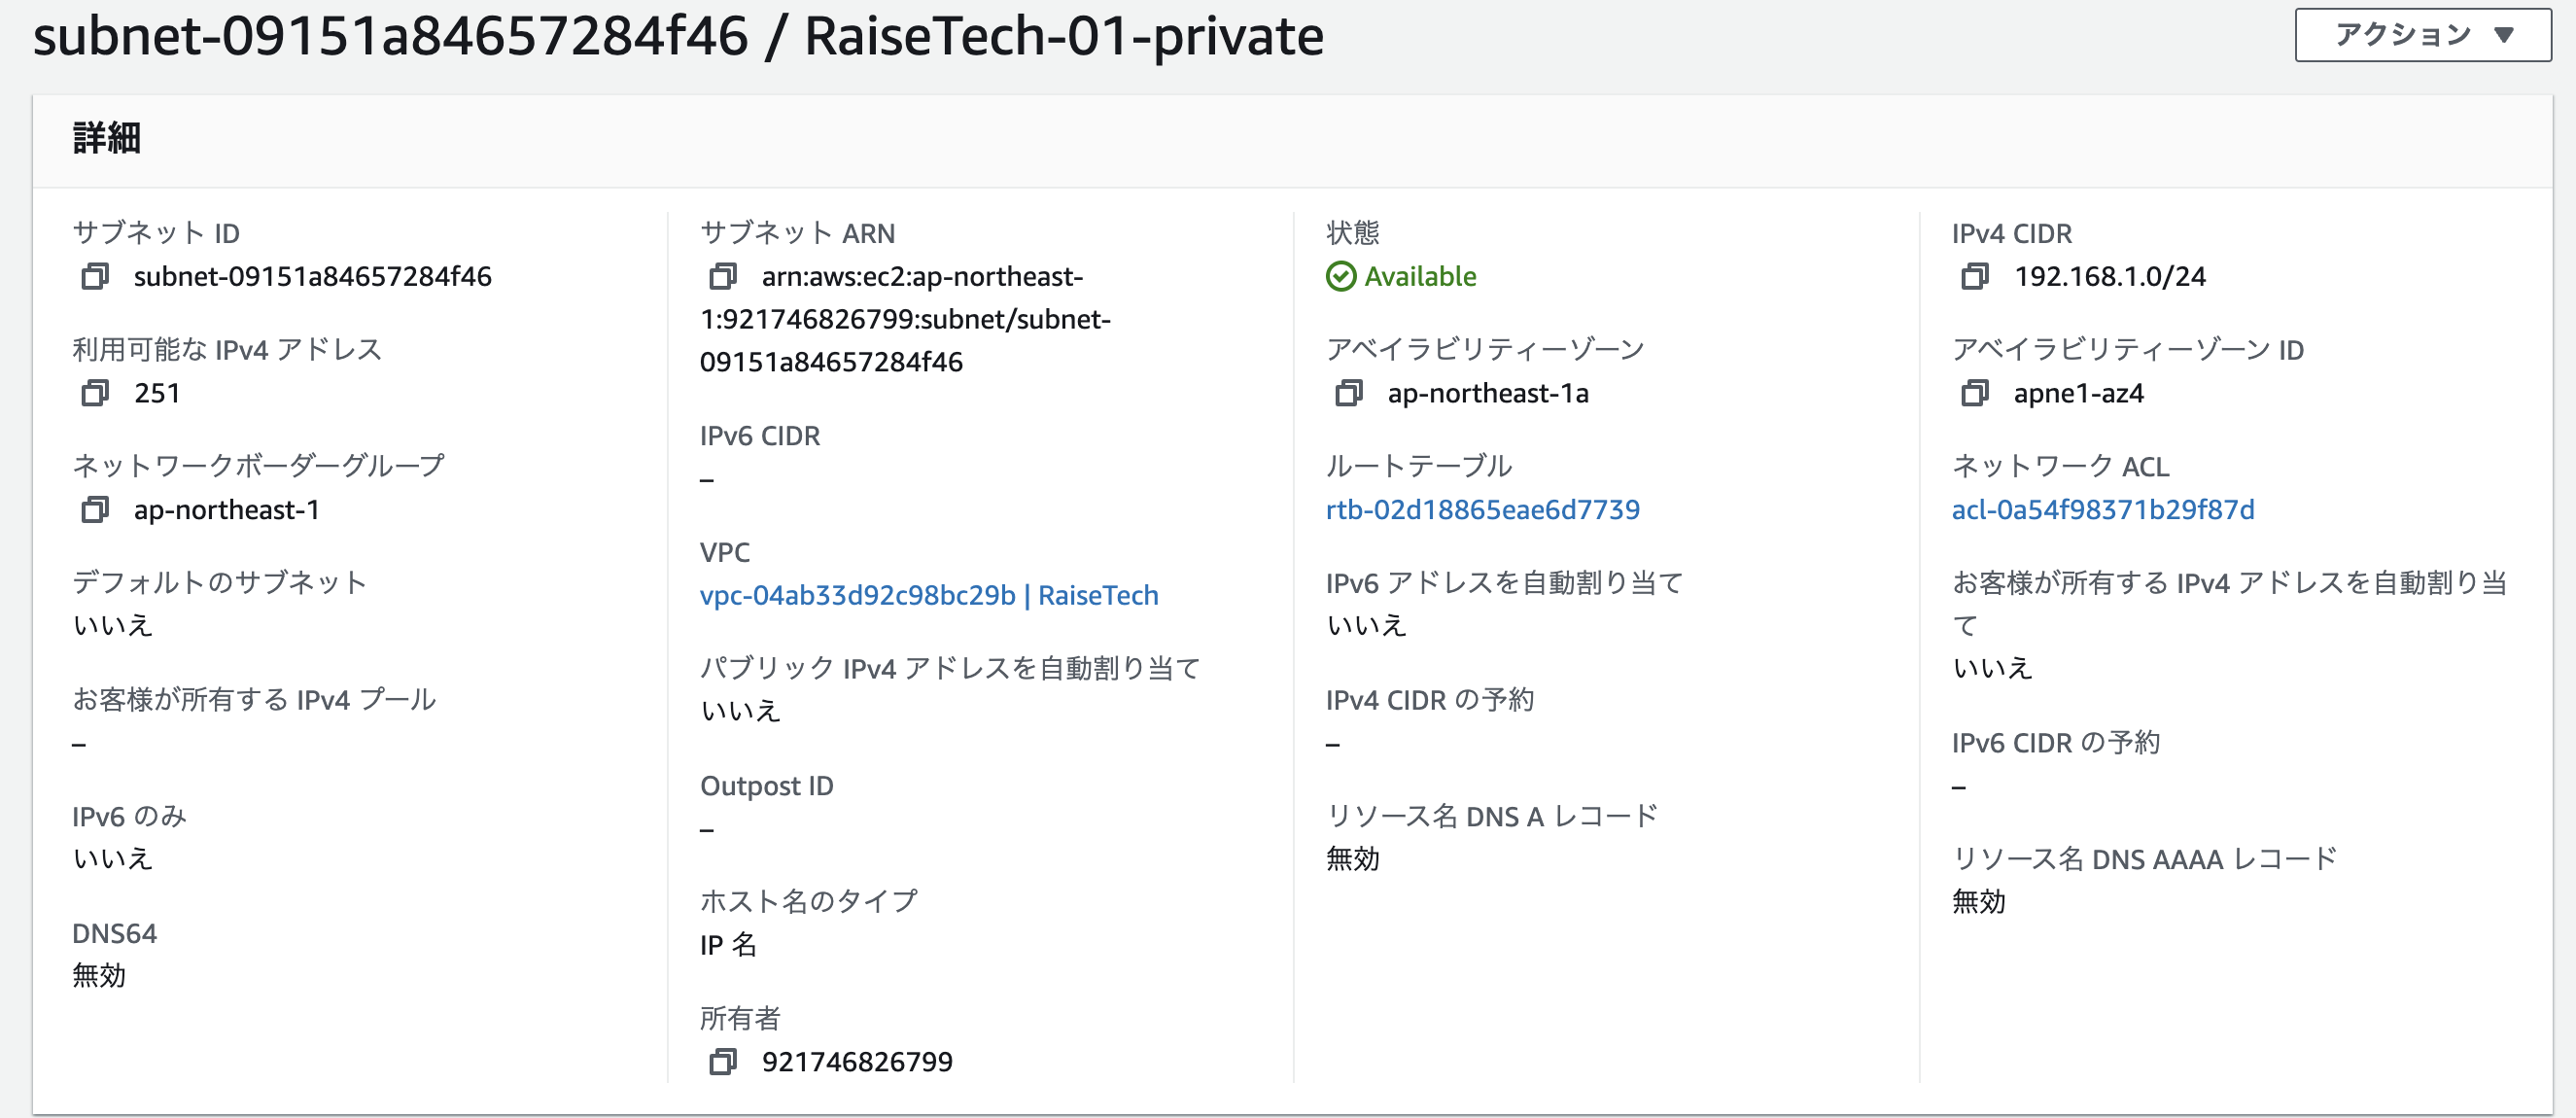 subnet-09151a84657284f46 / RaiseTech-01-private
アクション
詳細
サブネット ID
subnet-09151a84657284f46
利用可能な IPv4 アドレス
251
ネットワークボーダーグループ
ap-northeast-1
デフォルトのサブネット
いいえ
お客様が所有する IPv4 プール
–
IPv6 のみ
いいえ
DNS64
無効
サブネット ARN
arn:aws:ec2:ap-northeast-
1:921746826799:subnet/subnet-
09151a84657284f46
IPv6 CIDR
–
VPC
vpc-04ab33d92c98bc29b | RaiseTech
パブリック IPv4 アドレスを自動割り当て
いいえ
Outpost ID
–
ホスト名のタイプ
IP 名
所有者
921746826799
状態
Available
アベイラビリティーゾーン
ap-northeast-1a
ルートテーブル
rtb-02d18865eae6d7739
IPv6 アドレスを自動割り当て
いいえ
IPv4 CIDR の予約
–
リソース名 DNS A レコード
無効
IPv4 CIDR
192.168.1.0/24
アベイラビリティーゾーン ID
apne1-az4
ネットワーク ACL
acl-0a54f98371b29f87d
お客様が所有する IPv4 アドレスを自動割り当
て
いいえ
IPv6 CIDR の予約
–
リソース名 DNS AAAA レコード
無効